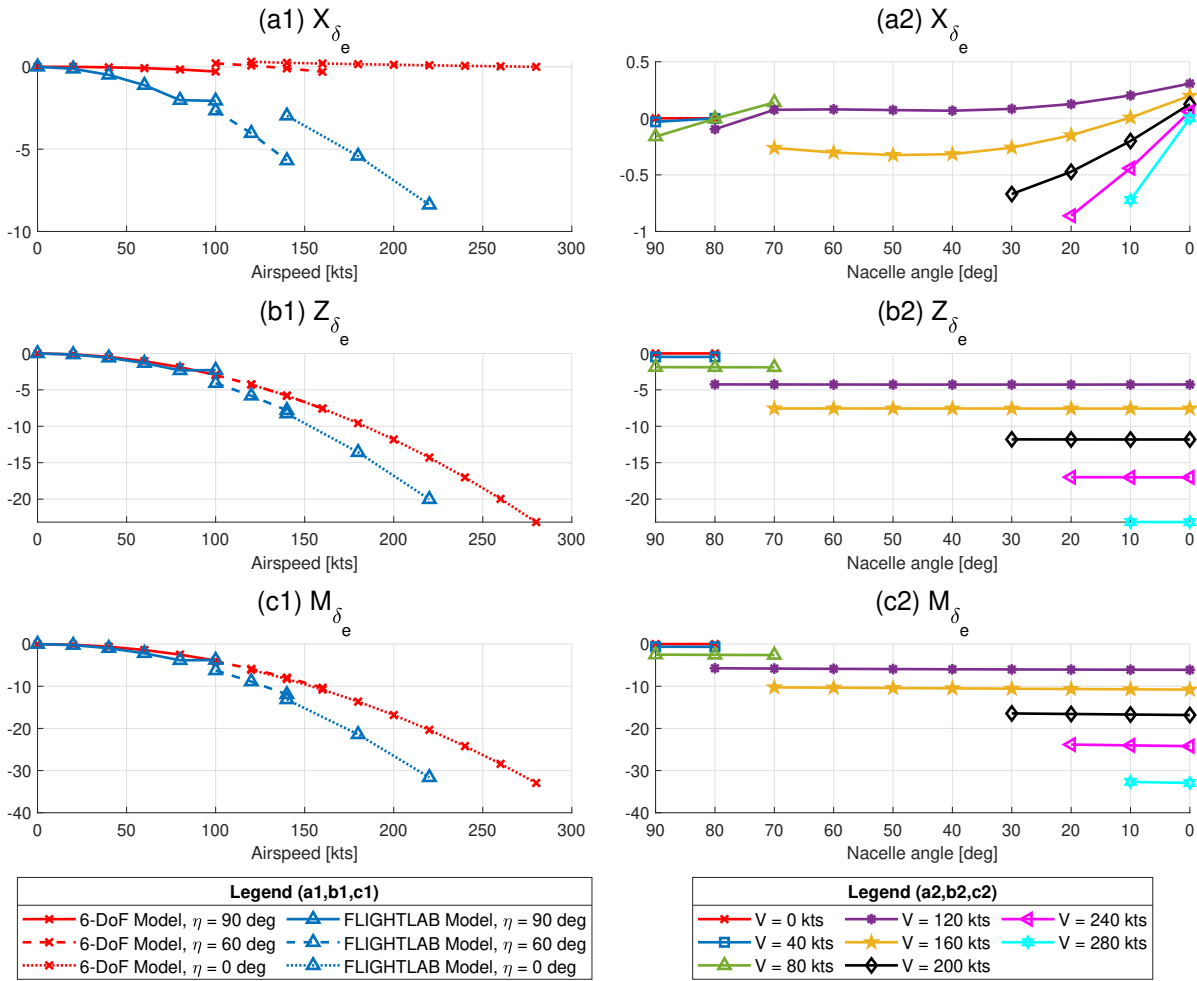 (a1) X_δ_e
0
-5
-10
0 50 100 150 200 250 300
Airspeed [kts]
(a2) X_δ_e
0.5
0
-0.5
-1
90 80 70 60 50 40 30 20 10 0
Nacelle angle [deg]
(b1) Z_δ_e
0
-5
-10
-15
-20
0 50 100 150 200 250 300
Airspeed [kts]
(b2) Z_δ_e
0
-5
-10
-15
-20
90 80 70 60 50 40 30 20 10 0
Nacelle angle [deg]
(c1) M_δ_e
0
-10
-20
-30
-40
0 50 100 150 200 250 300
Airspeed [kts]
(c2) M_δ_e
0
-10
-20
-30
-40
90 80 70 60 50 40 30 20 10 0
Nacelle angle [deg]
Legend (a1,b1,c1)
6-DoF Model, η = 90 deg
6-DoF Model, η = 60 deg
6-DoF Model, η = 0 deg
FLIGHTLAB Model, η = 90 deg
FLIGHTLAB Model, η = 60 deg
FLIGHTLAB Model, η = 0 deg
Legend (a2,b2,c2)
V = 0 kts
V = 40 kts
V = 80 kts
V = 120 kts
V = 160 kts
V = 200 kts
V = 240 kts
V = 280 kts